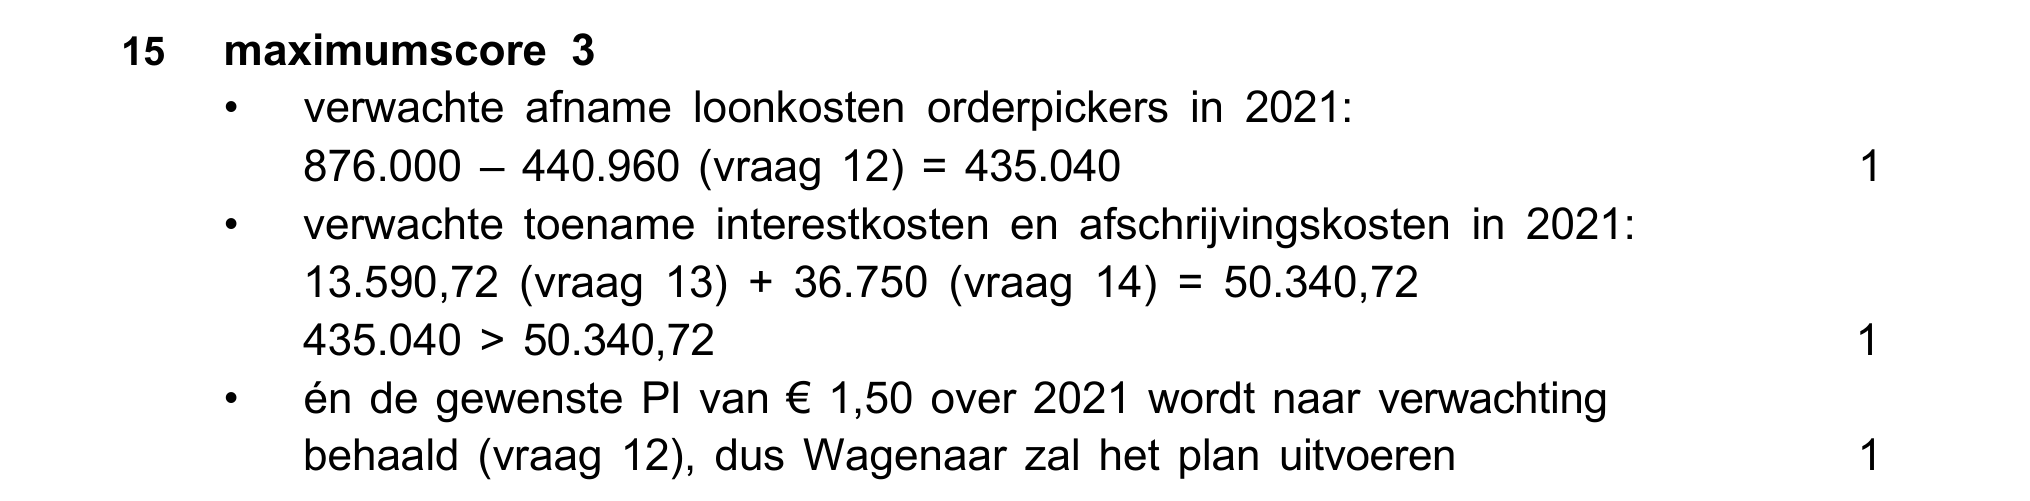 15 maximumscore 3
• verwachte afname loonkosten orderpickers in 2021:
876.000 – 440.960 (vraag 12) = 435.040 1
• verwachte toename interestkosten en afschrijvingskosten in 2021:
13.590,72 (vraag 13) + 36.750 (vraag 14) = 50.340,72
435.040 > 50.340,72 1
• én de gewenste PI van € 1,50 over 2021 wordt naar verwachting
behaald (vraag 12), dus Wagenaar zal het plan uitvoeren 1